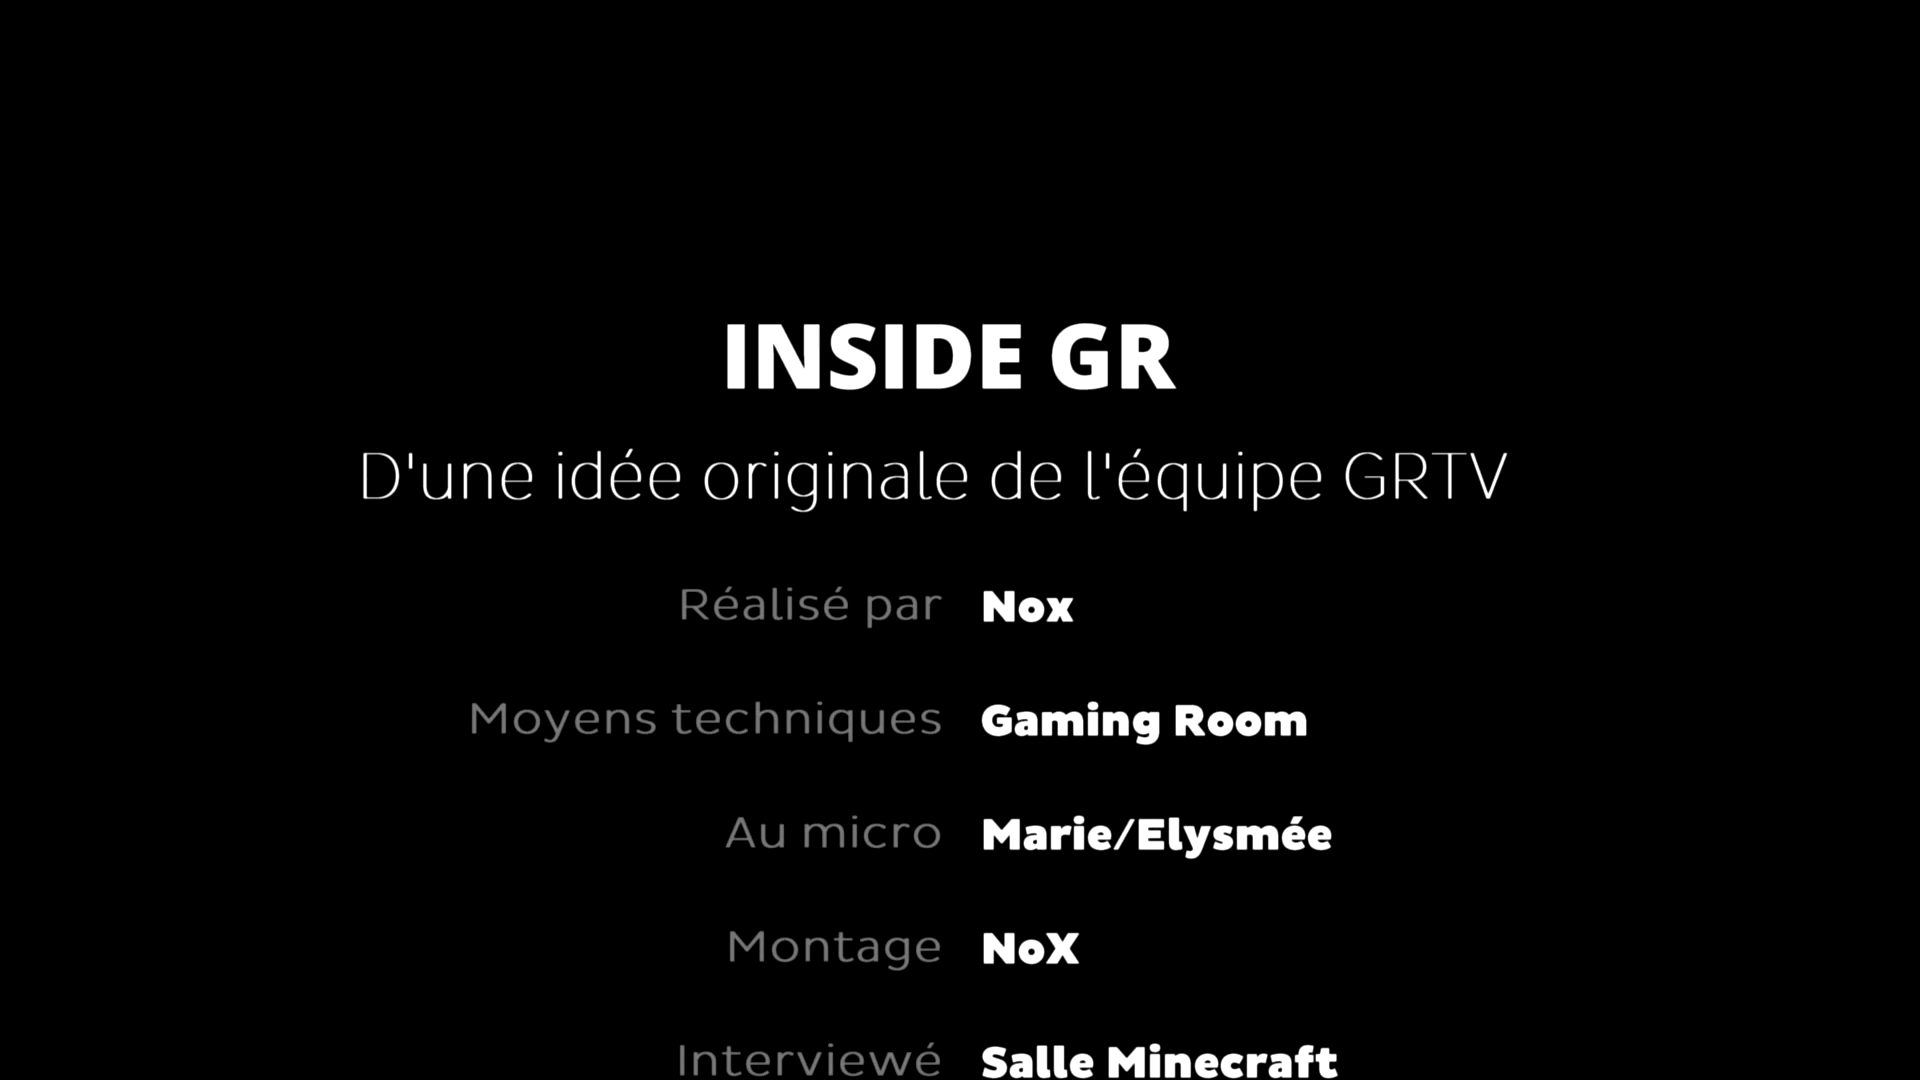 INSIDE GR
D'une idée originale de l'équipe GRTV
Réalisé par Nox
Moyens techniques Gaming Room
Au micro Marie/Elysmée
Montage NoX
Interviewé Salle Minecraft